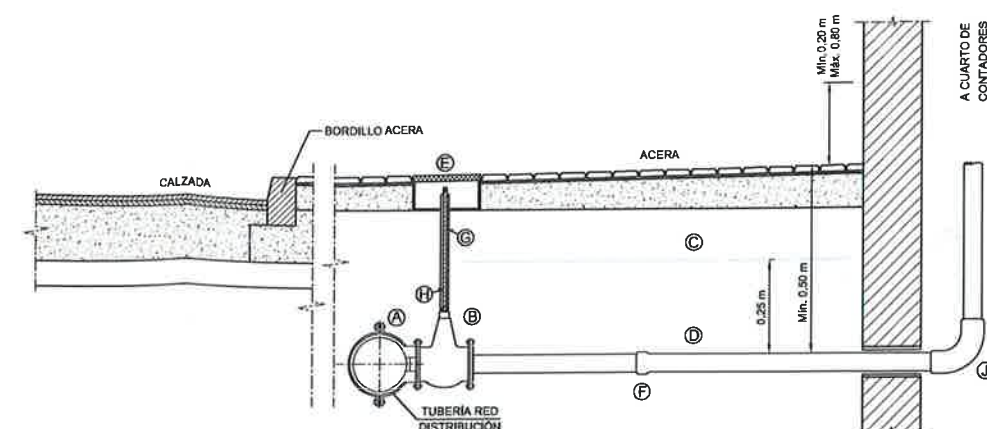 Mín. 0,20 m
Máx. 0,80 m
A CUARTO DE
CONTADORES
BORDILLO ACERA
E
ACERA
CALZADA
G
C
H
A
B
0,25 m
Mín. 0,50 m
D
F
J
TUBERÍA RED
DISTRIBUCIÓN